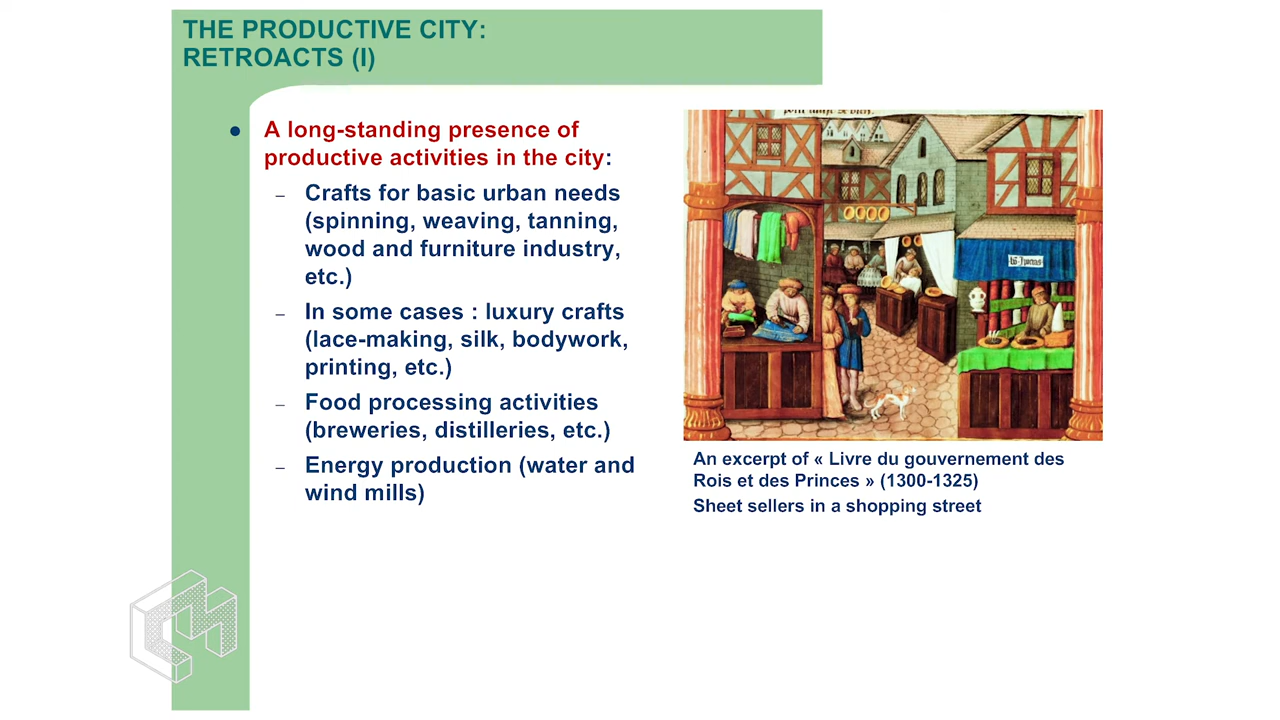 THE PRODUCTIVE CITY:
RETROACTS (I)
● A long-standing presence of
productive activities in the city:
– Crafts for basic urban needs
(spinning, weaving, tanning,
wood and furniture industry,
etc.)
– In some cases : luxury crafts
(lace-making, silk, bodywork,
printing, etc.)
– Food processing activities
(breweries, distilleries, etc.)
– Energy production (water and
wind mills)
An excerpt of « Livre du gouvernement des
Rois et des Princes » (1300-1325)
Sheet sellers in a shopping street